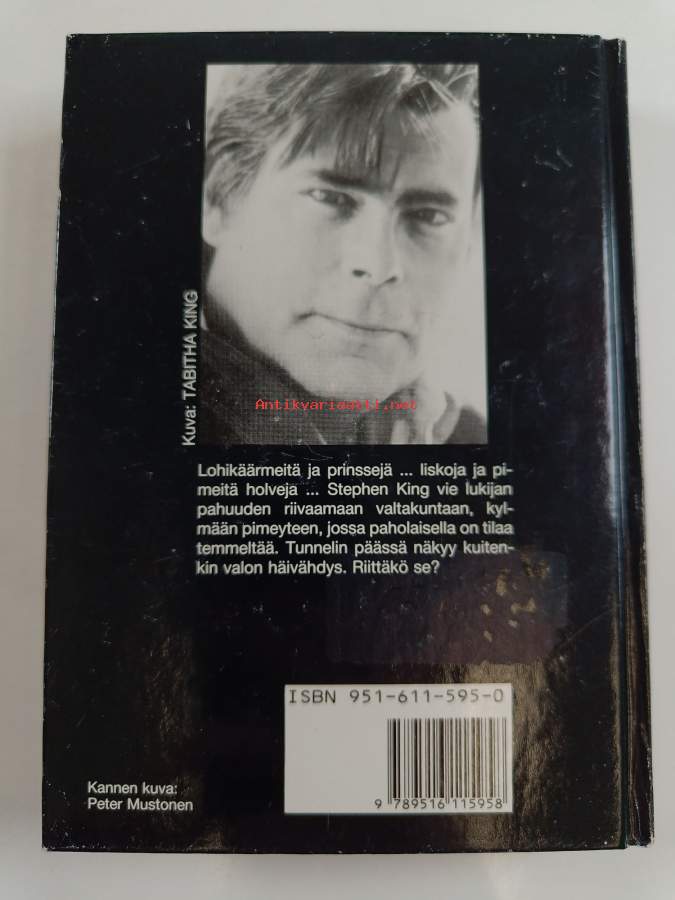 Kuva: TABITHA KING
Antikvariaatti.net
Lohikäärmeitä ja prinssejä ... liskoja ja pi-
meitä holveja ... Stephen King vie lukijan
pahuuden riivaamaan valtakuntaan, kyl-
mään pimeyteen, jossa paholaisella on tilaa
temmeltää. Tunnelin päässä näkyy kuiten-
kin valon häivähdys. Riittäkö se?
ISBN 951-611-595-0
9 789516 115958
Kannen kuva:
Peter Mustonen